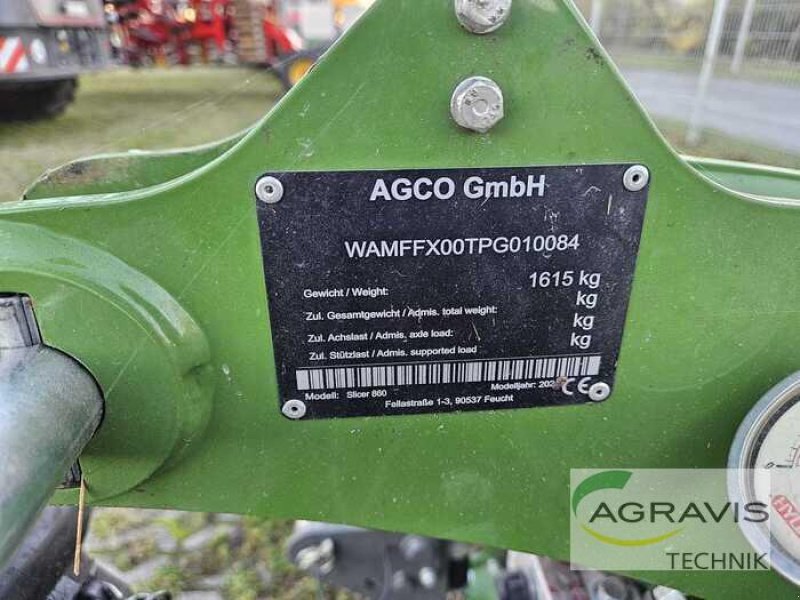 AGCO GmbH
WAMFFX00TPG010084
Gewicht / Weight: 1615 kg
Zul. Gesamtgewicht / Admis. total weight: kg
Zul. Achslast / Admis. axle load: kg
Zul. Stützlast / Admis. supported load kg
Modell: Slicer 860 Modelljahr:
CE
Fellastraße 1-3, 90537 Feucht
AGRAVIS
TECHNIK